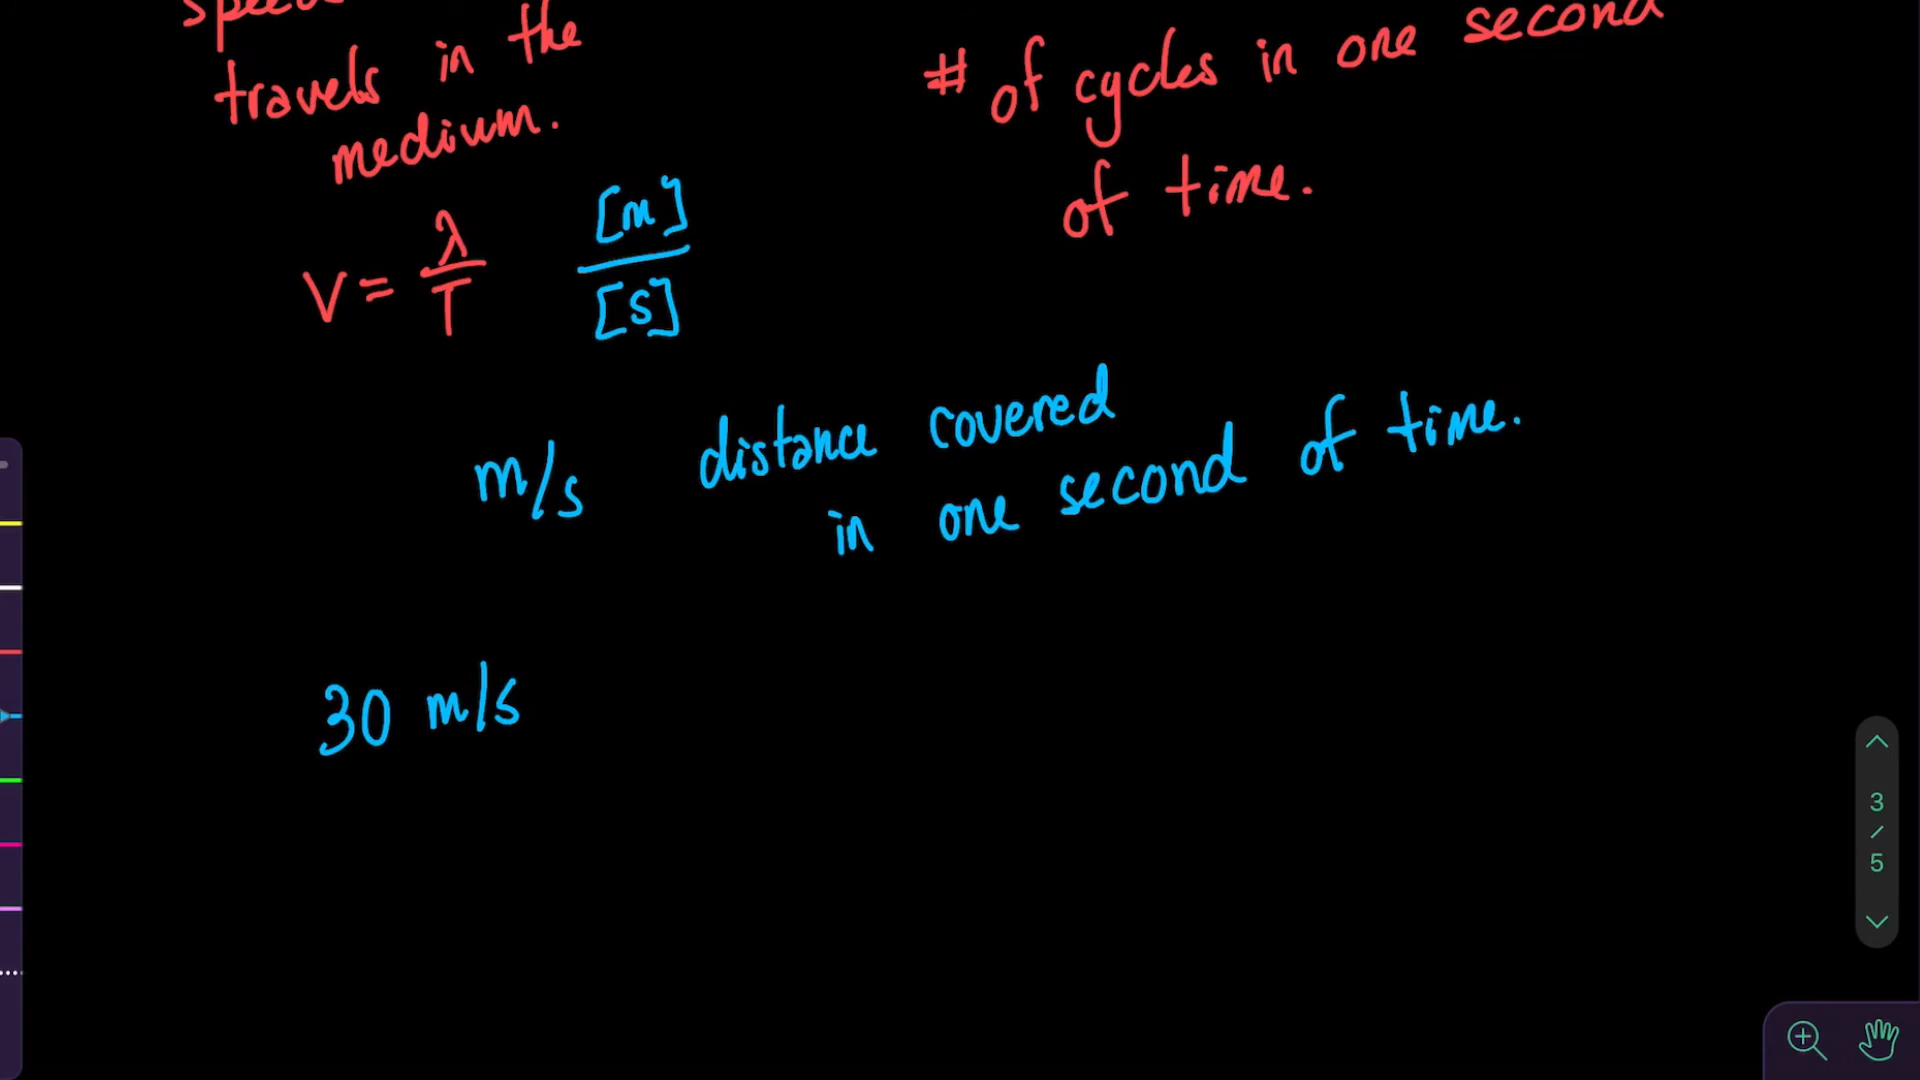 travels in the
medium.
# of cycles in one second
of time.
V = λ/T [m]/[s]
m/s distance covered
in one second of time.
30 m/s
3
/
5